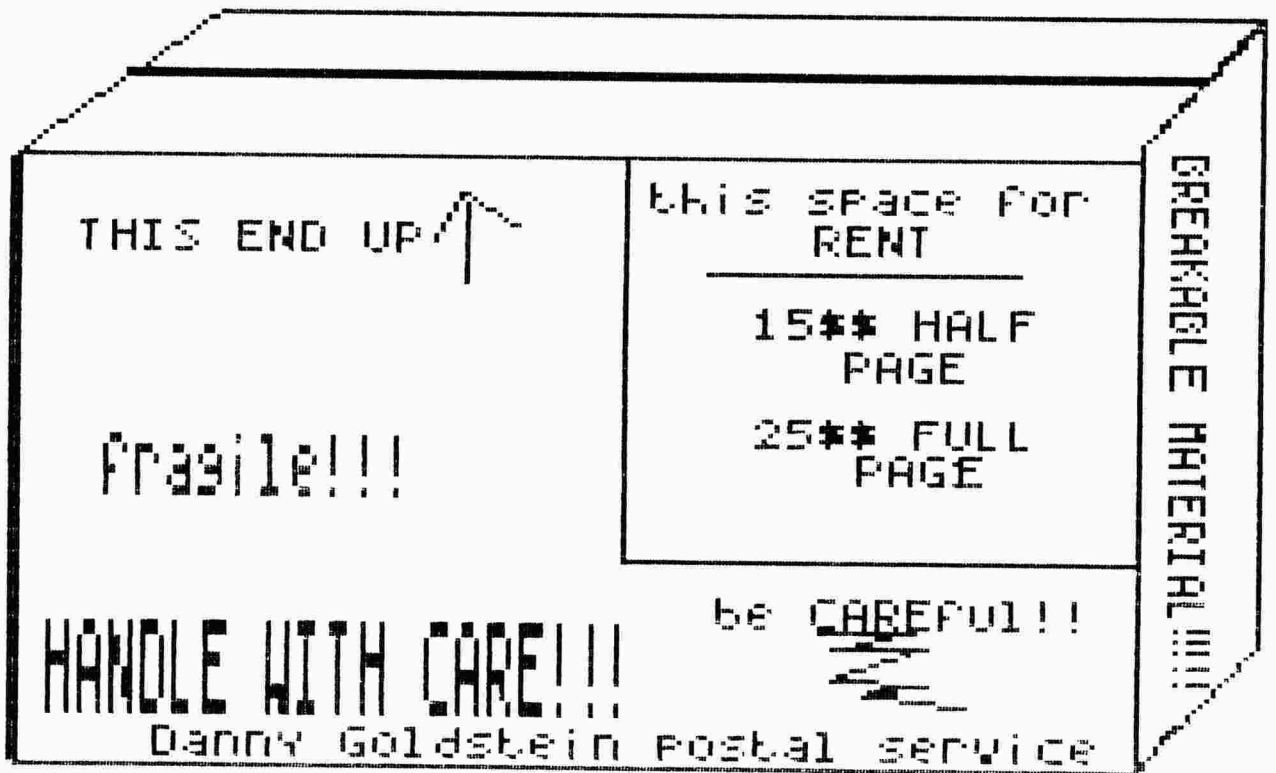 THIS END UP
this space for
RENT
15$$ HALF
PAGE
25$$ FULL
PAGE
fragile!!!
be CAREful!!
HANDLE WITH CARE!!!
Danny Goldstein postal service
BREAKABLE MATERIAL!!!!!